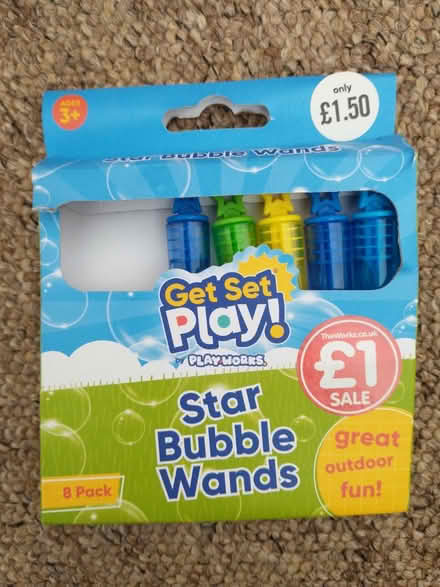 AGES
3+
only
£1.50
Star Bubble Wands
Get Set
Play!
by PLAYWORKS.
TheWorks.co.uk
£1
SALE
Star
Bubble
Wands
8 Pack
great
outdoor
fun!